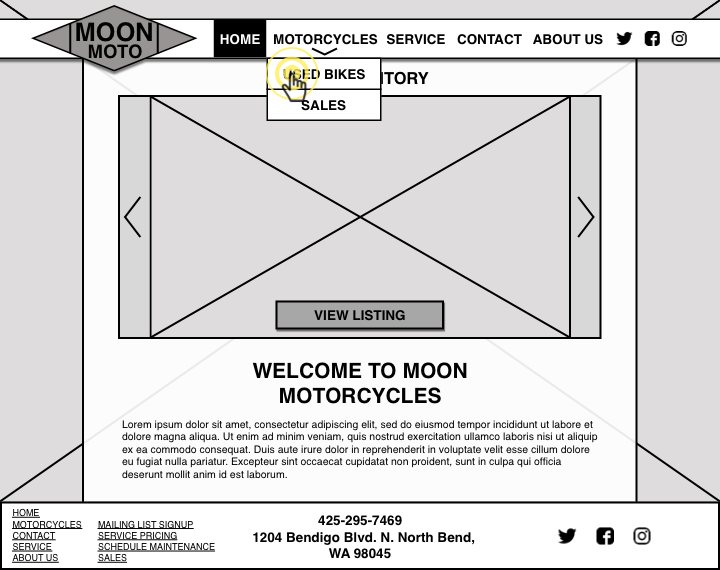 MOON
MOTO
HOME
MOTORCYCLES
SERVICE
CONTACT
ABOUT US
USED BIKES
SALES
VIEW LISTING
WELCOME TO MOON
MOTORCYCLES
Lorem ipsum dolor sit amet, consectetur adipiscing elit, sed do eiusmod tempor incididunt ut labore et
dolore magna aliqua. Ut enim ad minim veniam, quis nostrud exercitation ullamco laboris nisi ut aliquip
ex ea commodo consequat. Duis aute irure dolor in reprehenderit in voluptate velit esse cillum dolore
eu fugiat nulla pariatur. Excepteur sint occaecat cupidatat non proident, sunt in culpa qui officia
deserunt mollit anim id est laborum.
HOME
MOTORCYCLES
CONTACT
SERVICE
ABOUT US
MAILING LIST SIGNUP
SERVICE PRICING
SCHEDULE MAINTENANCE
SALES
425-295-7469
1204 Bendigo Blvd. N. North Bend,
WA 98045